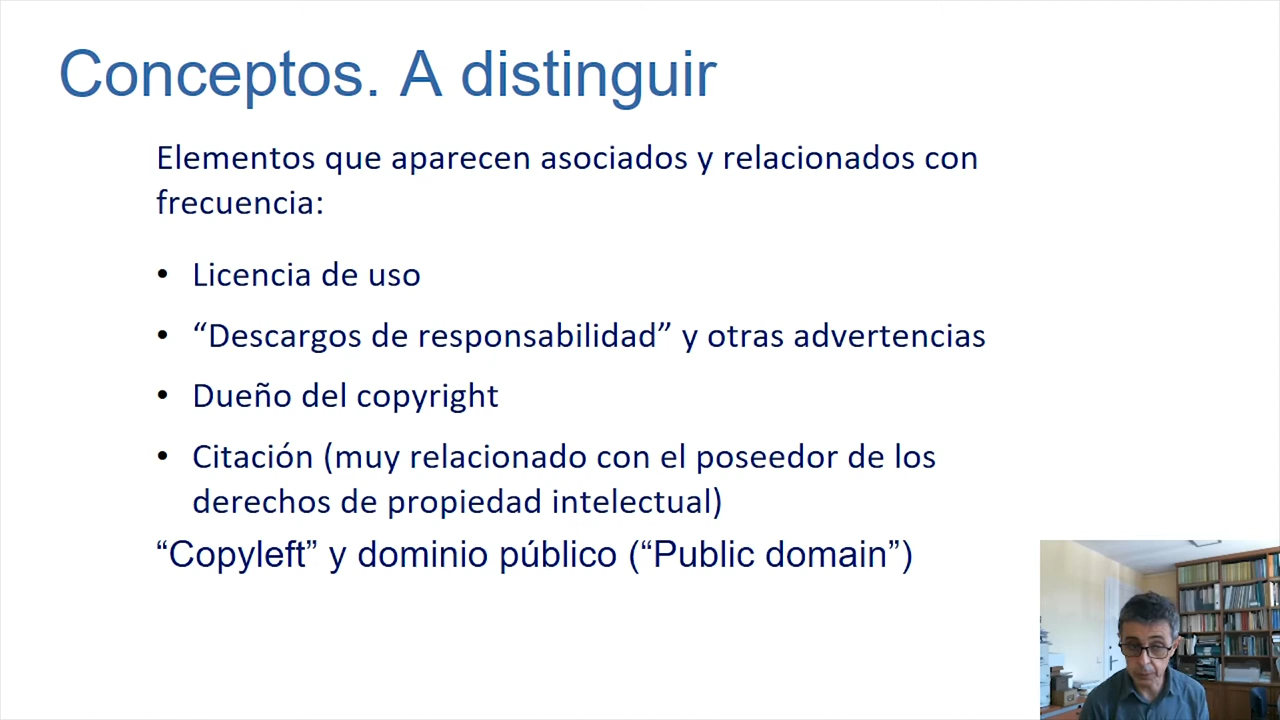 Conceptos. A distinguir
Elementos que aparecen asociados y relacionados con
frecuencia:
• Licencia de uso
• “Descargos de responsabilidad” y otras advertencias
• Dueño del copyright
• Citación (muy relacionado con el poseedor de los
derechos de propiedad intelectual)
“Copyleft” y dominio público (“Public domain”)